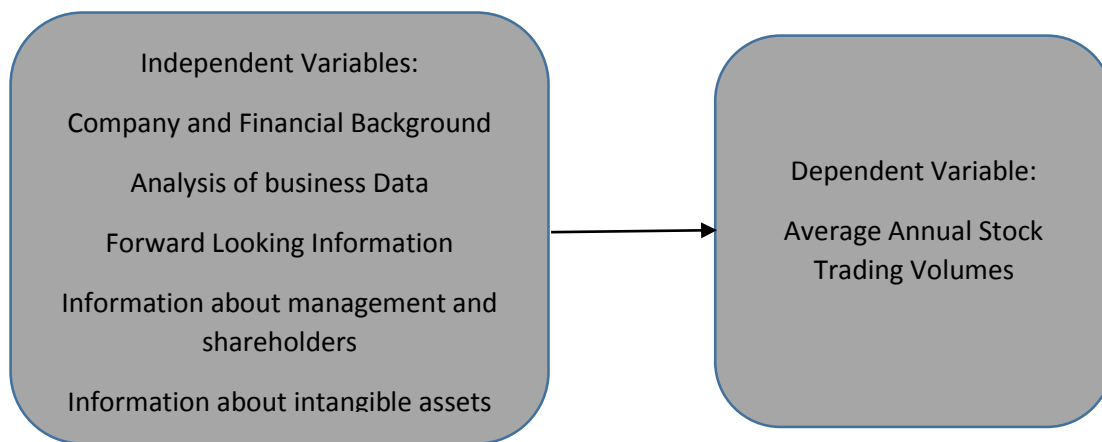 Independent Variables:
Company and Financial Background
Analysis of business Data
Forward Looking Information
Information about management and
shareholders
Information about intangible assets
Dependent Variable:
Average Annual Stock
Trading Volumes